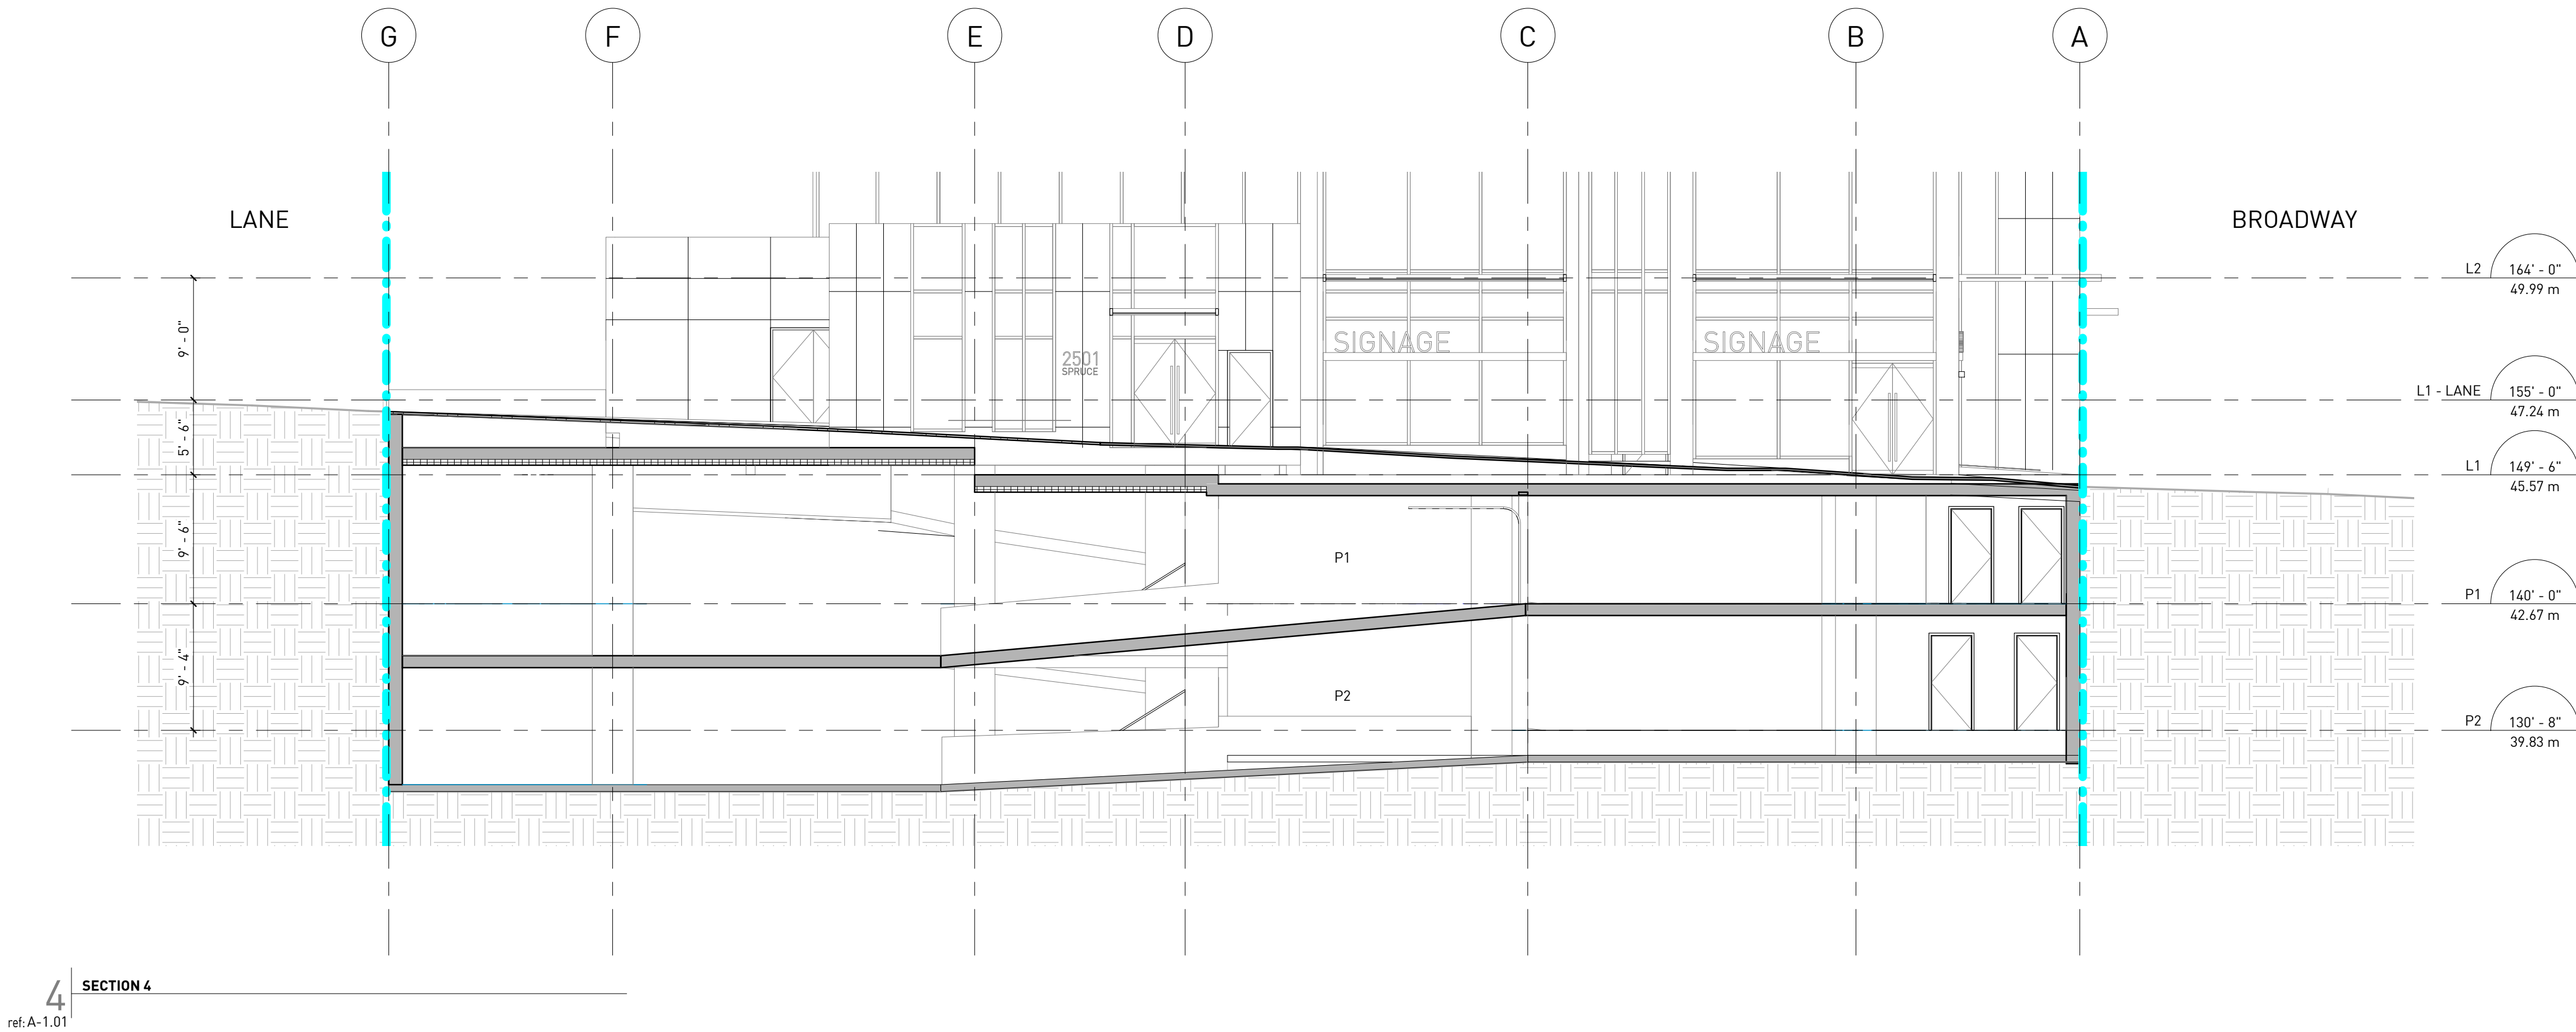 G F E D C B A
LANE
BROADWAY
L2 164' - 0"
49.99 m
9' - 0"
SIGNAGE
SIGNAGE
2501
SPRUCE
L1 - LANE 155' - 0"
47.24 m
5' - 6"
L1 149' - 6"
45.57 m
9' - 6"
P1
P1 140' - 0"
42.67 m
9' - 4"
P2
P2 130' - 8"
39.83 m
4 SECTION 4
ref: A-1.01